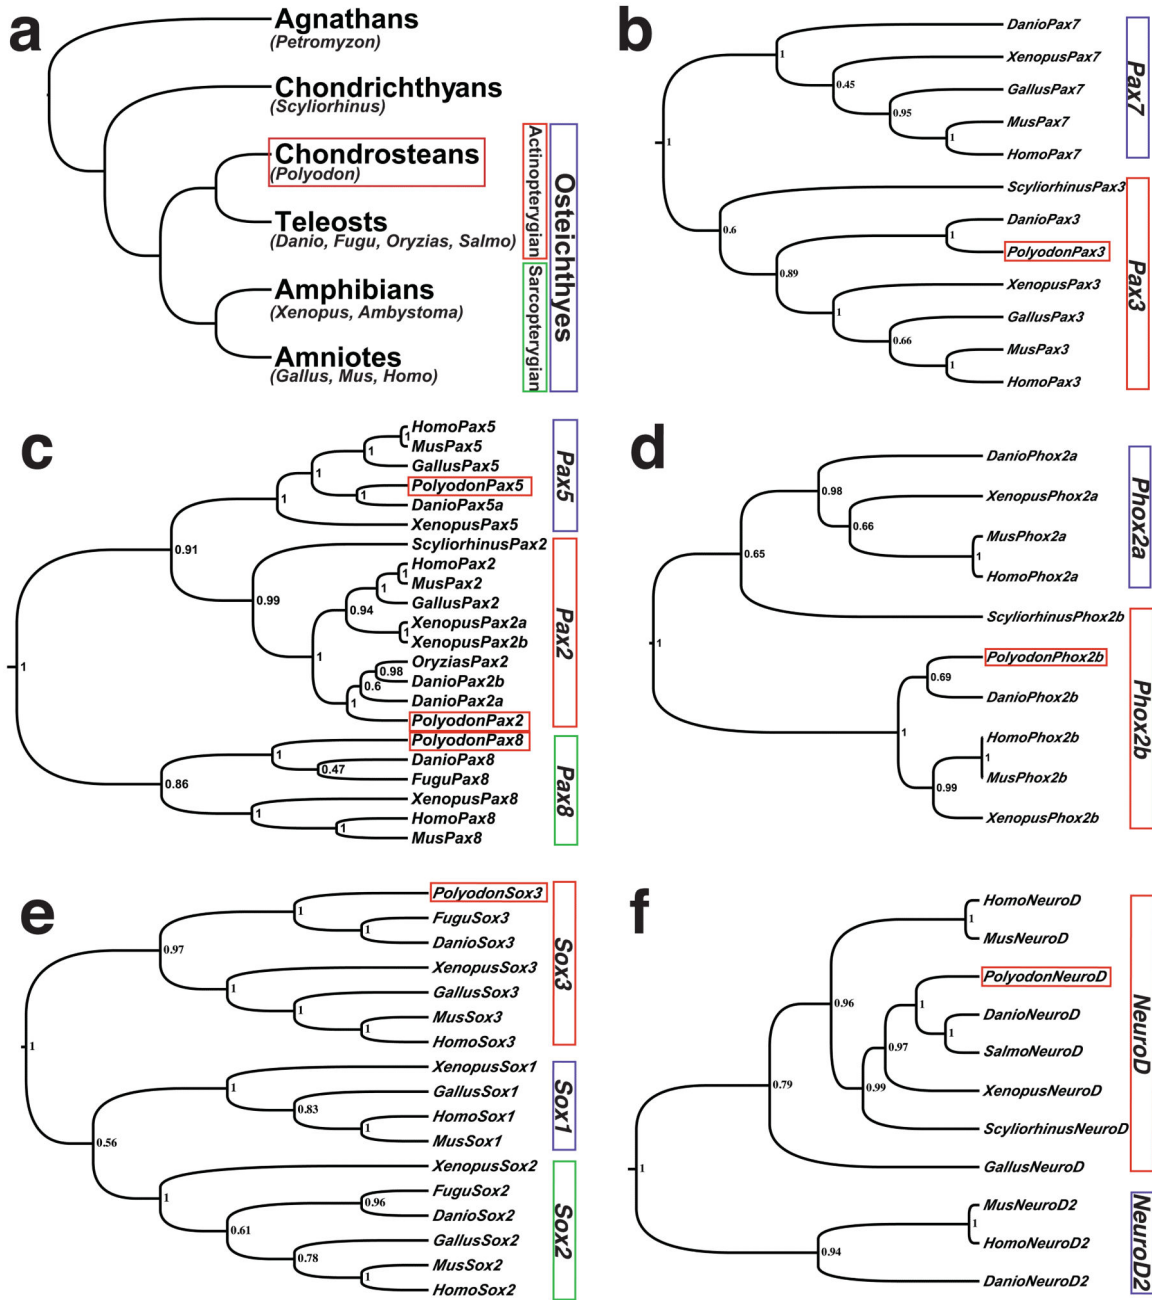 a
Agnathans
(Petromyzon)
Chondrichthyans
(Scyliorhinus)
Chondrosteans
(Polyodon)
Teleosts
(Danio, Fugu, Oryzias, Salmo)
Amphibians
(Xenopus, Ambystoma)
Amniotes
(Gallus, Mus, Homo)
Actinopterygian
Sarcopterygian
Osteichthyes
b
DanioPax7
1
XenopusPax7
0.45
GallusPax7
0.95
MusPax7
1
HomoPax7
Pax7
1
ScyliorhinusPax3
0.6
DanioPax3
1
PolyodonPax3
0.89
XenopusPax3
1
GallusPax3
0.66
MusPax3
1
HomoPax3
Pax3
c
HomoPax5
1
MusPax5
1
GallusPax5
1
PolyodonPax5
1
1
DanioPax5a
XenopusPax5
Pax5
0.91
ScyliorhinusPax2
HomoPax2
1
MusPax2
1
GallusPax2
0.99
0.94
XenopusPax2a
1
XenopusPax2b
1
OryziasPax2
0.98
DanioPax2b
0.6
DanioPax2a
1
PolyodonPax2
Pax2
1
PolyodonPax8
1
DanioPax8
0.47
FuguPax8
0.86
XenopusPax8
1
HomoPax8
1
MusPax8
Pax8
d
DanioPhox2a
0.98
XenopusPhox2a
0.66
MusPhox2a
1
HomoPhox2a
Phox2a
0.65
ScyliorhinusPhox2b
1
PolyodonPhox2b
0.69
DanioPhox2b
1
HomoPhox2b
1
MusPhox2b
0.99
XenopusPhox2b
Phox2b
e
PolyodonSox3
1
FuguSox3
1
DanioSox3
0.97
XenopusSox3
1
GallusSox3
1
MusSox3
1
HomoSox3
Sox3
1
XenopusSox1
1
GallusSox1
0.83
HomoSox1
1
MusSox1
Sox1
0.56
XenopusSox2
1
FuguSox2
0.96
DanioSox2
0.61
GallusSox2
0.78
MusSox2
1
HomoSox2
Sox2
f
HomoNeuroD
1
MusNeuroD
PolyodonNeuroD
0.96
1
DanioNeuroD
1
SalmoNeuroD
0.97
XenopusNeuroD
0.79
0.99
ScyliorhinusNeuroD
GallusNeuroD
NeuroD
1
MusNeuroD2
1
HomoNeuroD2
0.94
DanioNeuroD2
NeuroD2